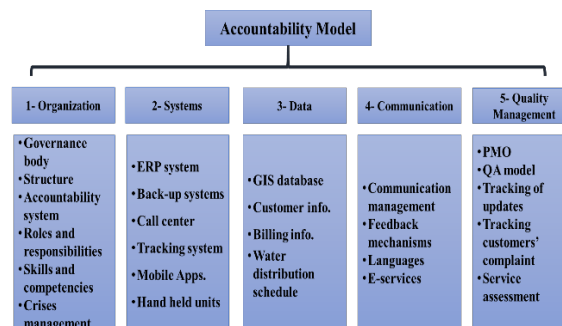 Accountability Model
1- Organization
•Governance
body
•Structure
•Accountability
system
•Roles and
responsibilities
•Skills and
competencies
•Crises
management
2- Systems
•ERP system
•Back-up systems
•Call center
•Tracking system
•Mobile Apps.
•Hand held units
3- Data
•GIS database
•Customer info.
•Billing info.
•Water
distribution
schedule
4- Communication
•Communication
management
•Feedback
mechanisms
•Languages
•E-services
5- Quality
Management
•PMO
•QA model
•Tracking of
updates
•Tracking
customers’
complaint
•Service
assessment